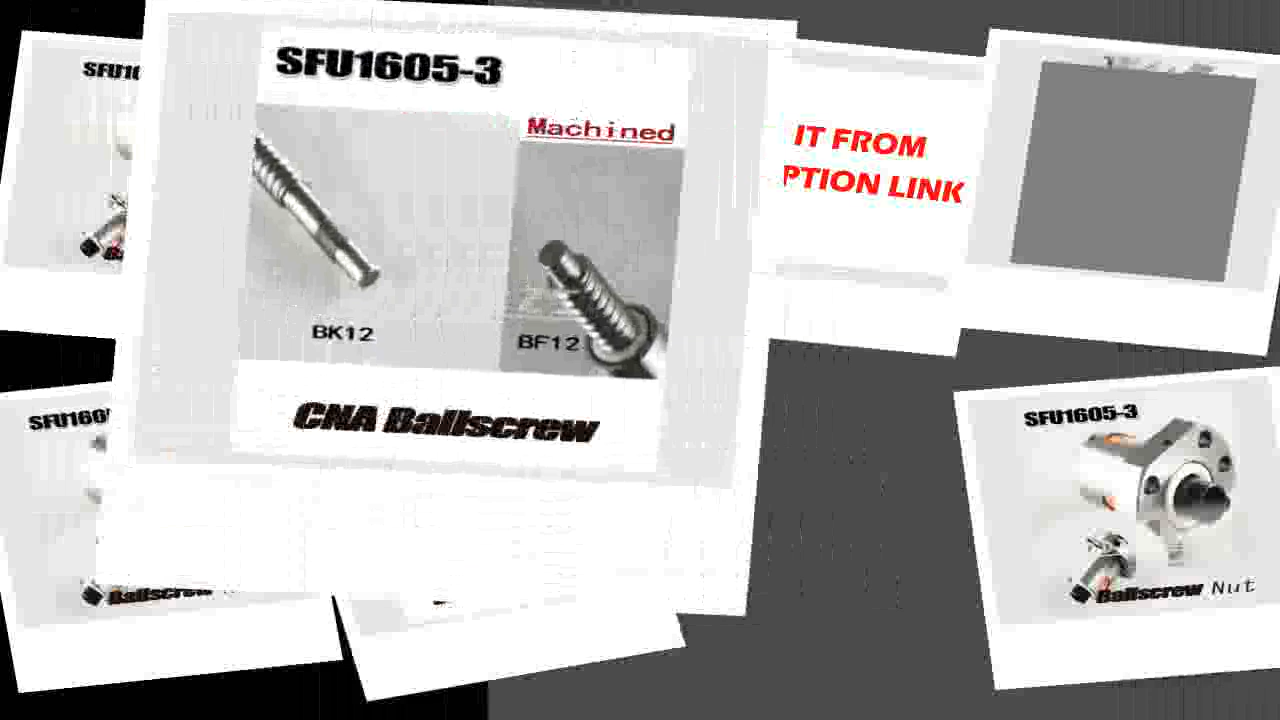 SFU1605-3
Machined
BK12
BF12
CNA Ballscrew
IT FROM
PTION LINK
SFU16
SFU160
Ballscrew
SFU1605-3
Ballscrew Nut